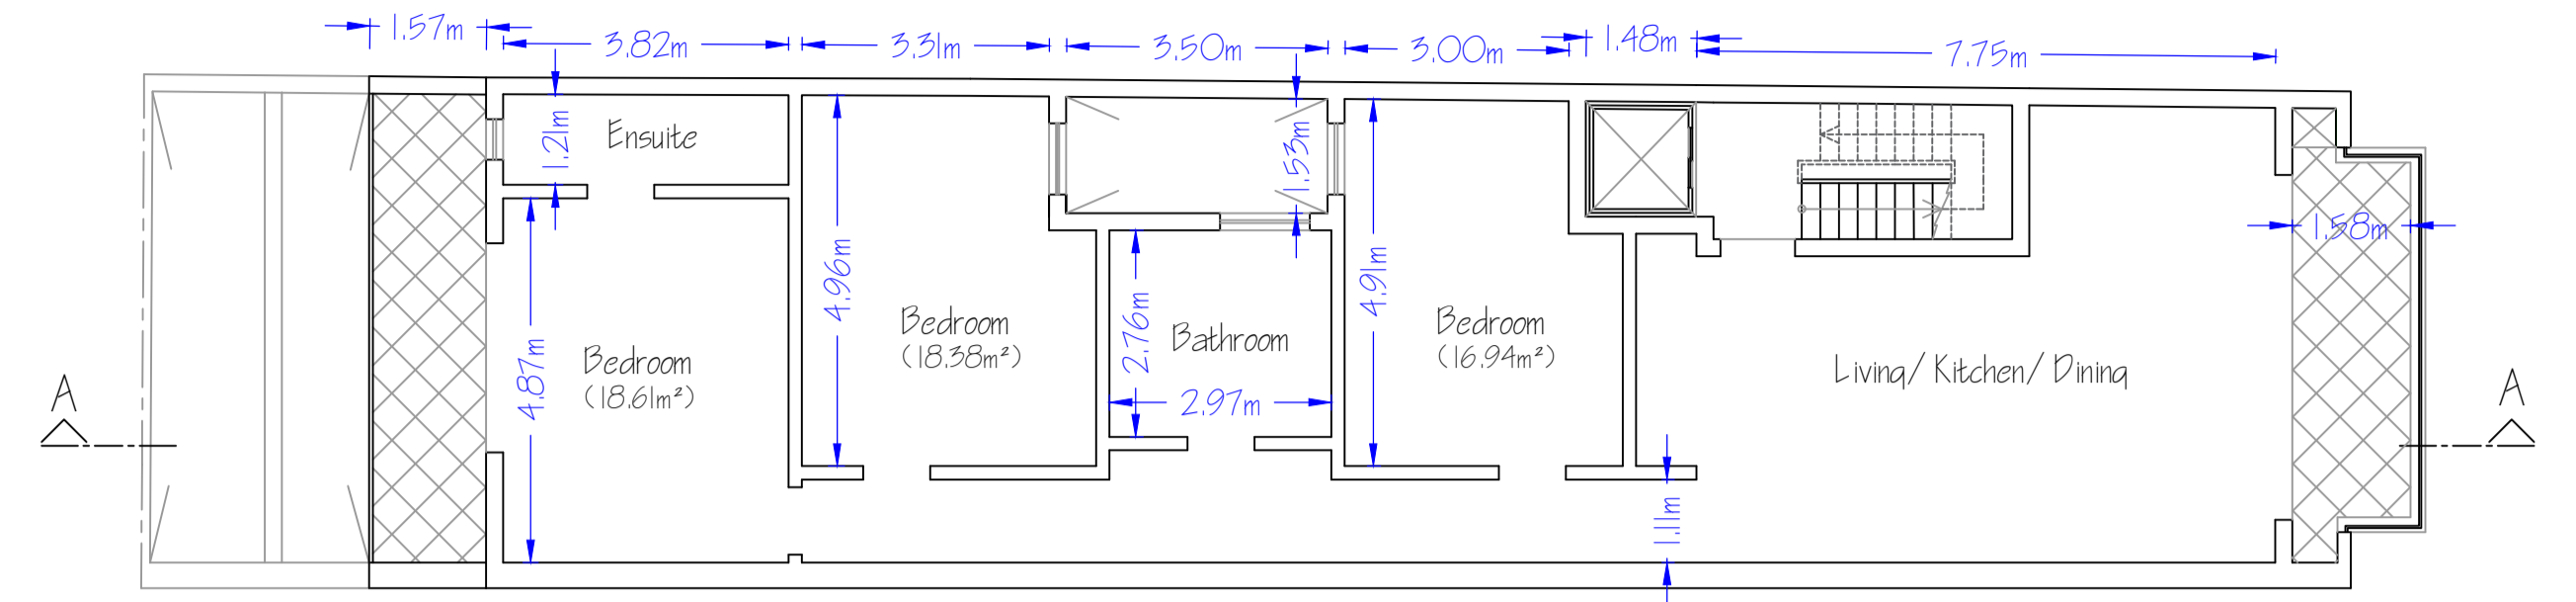 1.57m
3.82m
3.31m
3.50m
3.00m
1.48m
7.75m
1.21m
Ensuite
1.53m
1.58m
4.96m
4.91m
2.76m
Bedroom
(18.38m²)
Bathroom
Bedroom
(16.94m²)
Living/ Kitchen/ Dining
4.87m
Bedroom
(18.61m²)
A
A
2.97m
1.11m